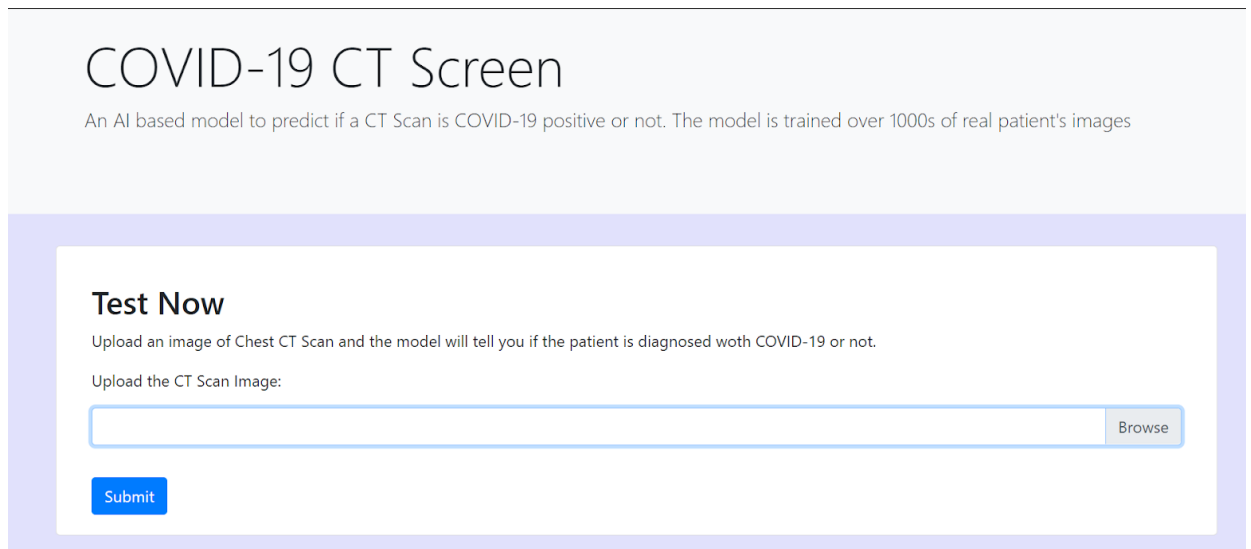 COVID-19 CT Screen
An AI based model to predict if a CT Scan is COVID-19 positive or not. The model is trained over 1000s of real patient's images
Test Now
Upload an image of Chest CT Scan and the model will tell you if the patient is diagnosed woth COVID-19 or not.
Upload the CT Scan Image:
Browse
Submit